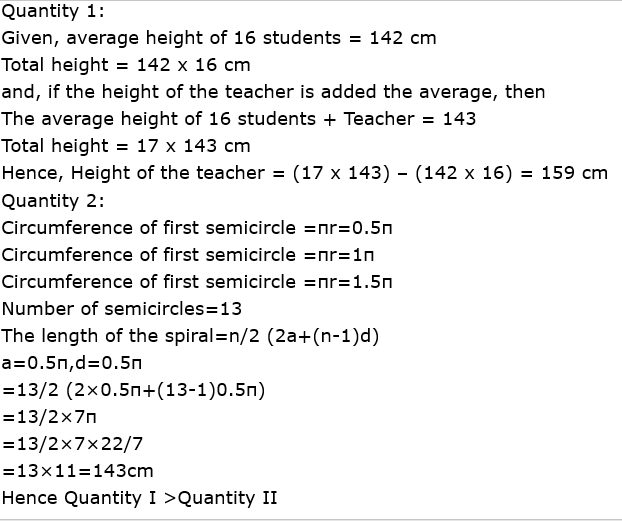 Quantity 1:
Given, average height of 16 students = 142 cm
Total height = 142 x 16 cm
and, if the height of the teacher is added the average, then
The average height of 16 students + Teacher = 143
Total height = 17 x 143 cm
Hence, Height of the teacher = (17 x 143) – (142 x 16) = 159 cm
Quantity 2:
Circumference of first semicircle =πr=0.5π
Circumference of first semicircle =πr=1π
Circumference of first semicircle =πr=1.5π
Number of semicircles=13
The length of the spiral=n/2 (2a+(n-1)d)
a=0.5π,d=0.5π
=13/2 (2×0.5π+(13-1)0.5π)
=13/2×7π
=13/2×7×22/7
=13×11=143cm
Hence Quantity I >Quantity II